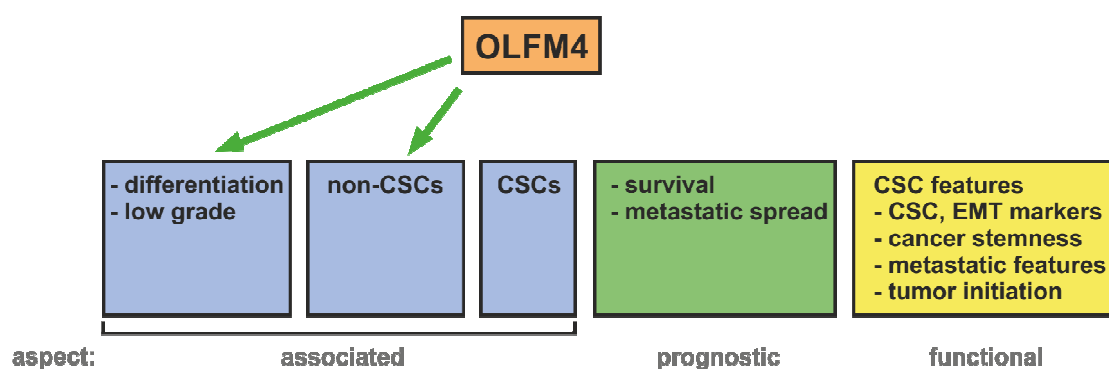 OLFM4
- differentiation
- low grade
non-CSCs
CSCs
- survival
- metastatic spread
CSC features
- CSC, EMT markers
- cancer stemness
- metastatic features
- tumor initiation
aspect:
associated
prognostic
functional